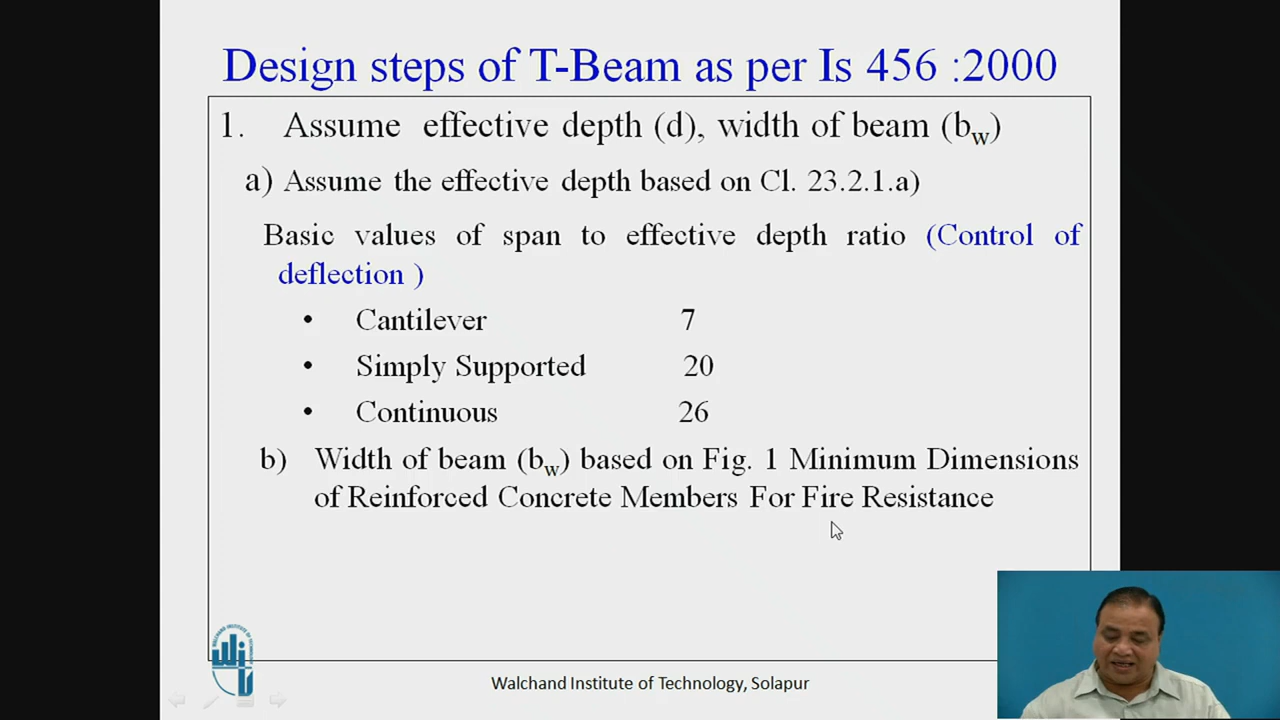 Design steps of T-Beam as per Is 456 :2000
1. Assume effective depth (d), width of beam (bw)
a) Assume the effective depth based on Cl. 23.2.1.a)
Basic values of span to effective depth ratio (Control of
deflection )
• Cantilever 7
• Simply Supported 20
• Continuous 26
b) Width of beam (bw) based on Fig. 1 Minimum Dimensions
of Reinforced Concrete Members For Fire Resistance
Walchand Institute of Technology, Solapur